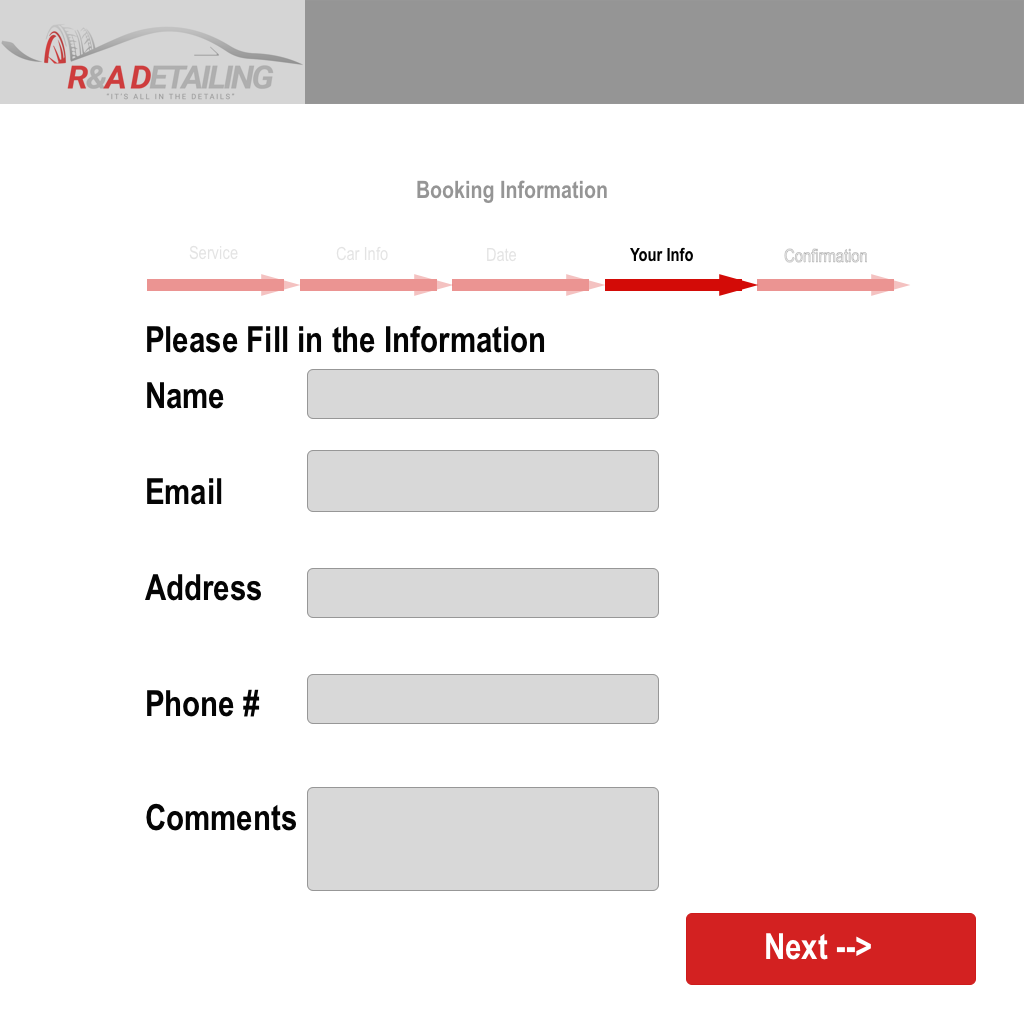 R&A DETAILING
"IT'S ALL IN THE DETAILS"
Booking Information
Service Car Info Date Your Info Confirmation
Please Fill in the Information
Name
Email
Address
Phone #
Comments
Next -->